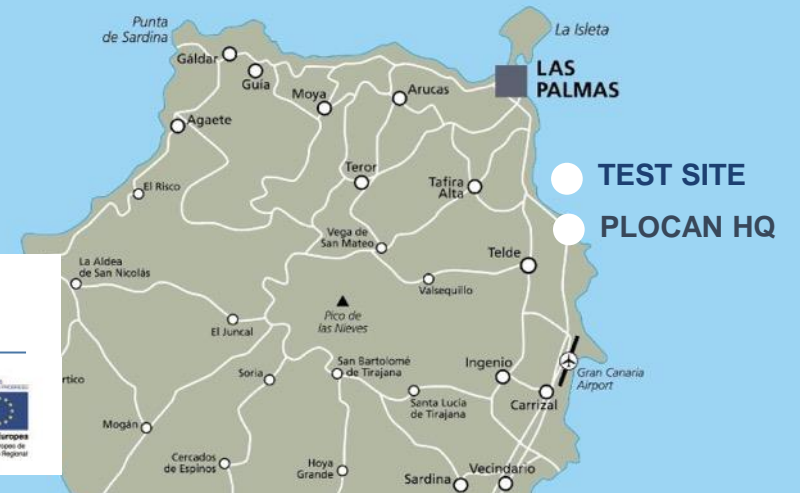 Punta
de Sardina
La Isleta
Gáldar
Guía
LAS
PALMAS
Moya
Arucas
Agaete
Teror
Tafira
Alta
TEST SITE
El Risco
PLOCAN HQ
Vega de
San Mateo
Telde
La Aldea
de San Nicolás
Valsequillo
Pico de
las Nieves
El Juncal
San Bartolomé
de Tirajana
Ingenio
Gran Canaria
Airport
Soria
Santa Lucía
de Tirajana
Carrizal
Mogán
Cercados
de Espinos
Hoya
Grande
Sardina
Vecindario
Regional